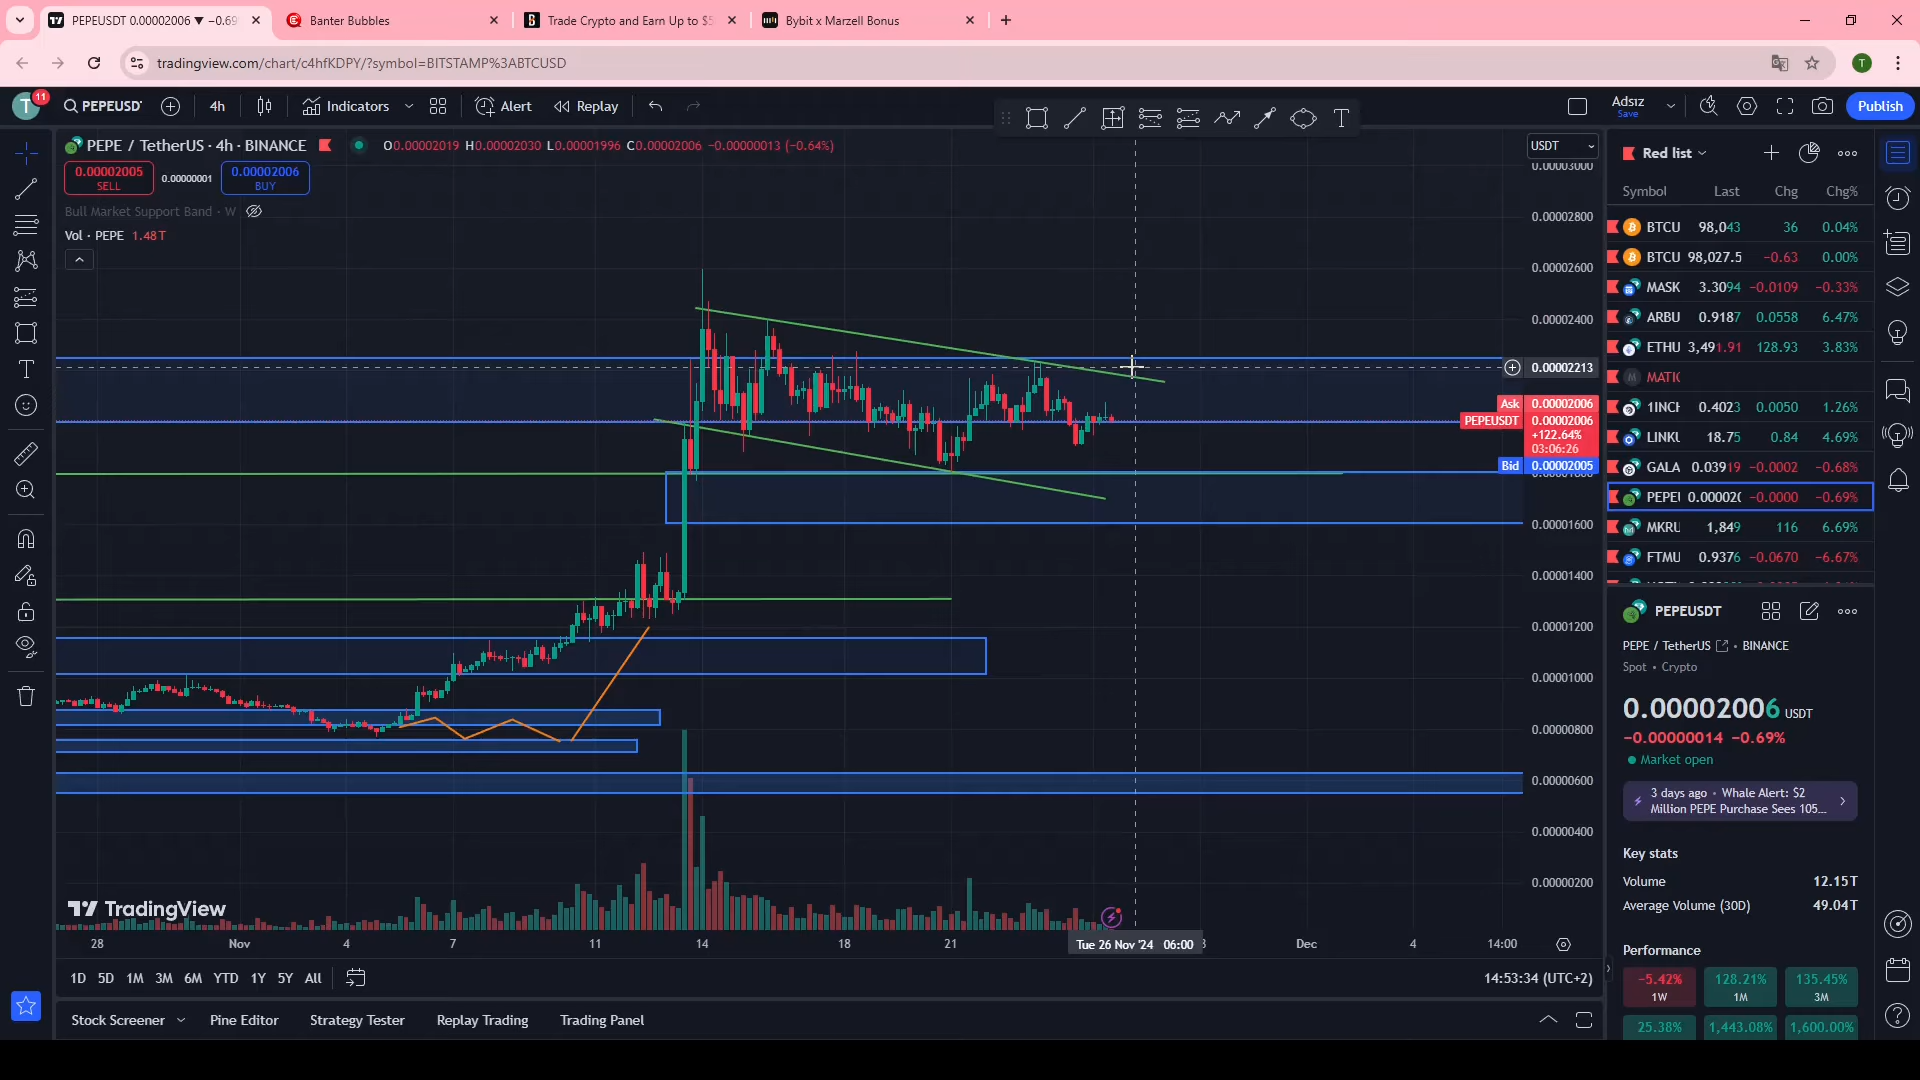 PEPEUSDT 0.00002006 ▼ −0.69
Banter Bubbles
Trade Crypto and Earn Up to $5
Bybit x Marzell Bonus
tradingview.com/chart/c4hfKDPY/?symbol=BITSTAMP%3ABTCUSD
T
T
11
PEPEUSD
4h
Indicators
Alert
Replay
T
Adsız
Save
Publish
PEPE / TetherUS · 4h · BINANCE
O0.00002019 H0.00002030 L0.00001996 C0.00002006 −0.00000013 (−0.64%)
0.00002005
SELL
0.00000001
0.00002006
BUY
Bull Market Support Band · W
Vol · PEPE 1.48T
USDT
0.00003000
0.00002800
0.00002600
0.00002400
0.00002213
Ask 0.00002006
PEPEUSDT 0.00002006
+122.64%
03:06:26
Bid 0.00002005
0.00001600
0.00001400
0.00001200
0.00001000
0.00000800
0.00000600
0.00000400
0.00000200
TradingView
28 Nov 4 7 11 14 18 21 Tue 26 Nov '24 06:00 Dec 4 14:00
1D 5D 1M 3M 6M YTD 1Y 5Y All
14:53:34 (UTC+2)
Stock Screener Pine Editor Strategy Tester Replay Trading Trading Panel
Red list
Symbol Last Chg Chg%
BTCU 98,043 36 0.04%
BTCU 98,027.5 −0.63 0.00%
MASK 3.3094 −0.0109 −0.33%
ARBU 0.9187 0.0558 6.47%
ETHU 3,491.91 128.93 3.83%
MATIC
1INCH 0.4023 0.0050 1.26%
LINKU 18.75 0.84 4.69%
GALA 0.03919 −0.0002 −0.68%
PEPEU 0.000020 −0.0000 −0.69%
MKRU 1,849 116 6.69%
FTMU 0.9376 −0.0670 −6.67%
PEPEUSDT
PEPE / TetherUS • BINANCE
Spot • Crypto
0.00002006 USDT
−0.00000014 −0.69%
Market open
3 days ago • Whale Alert: $2
Million PEPE Purchase Sees 105...
Key stats
Volume 12.15T
Average Volume (30D) 49.04T
Performance
−5.42% 128.21% 135.45%
1W 1M 3M
25.38% 1,443.08% 1,600.00%